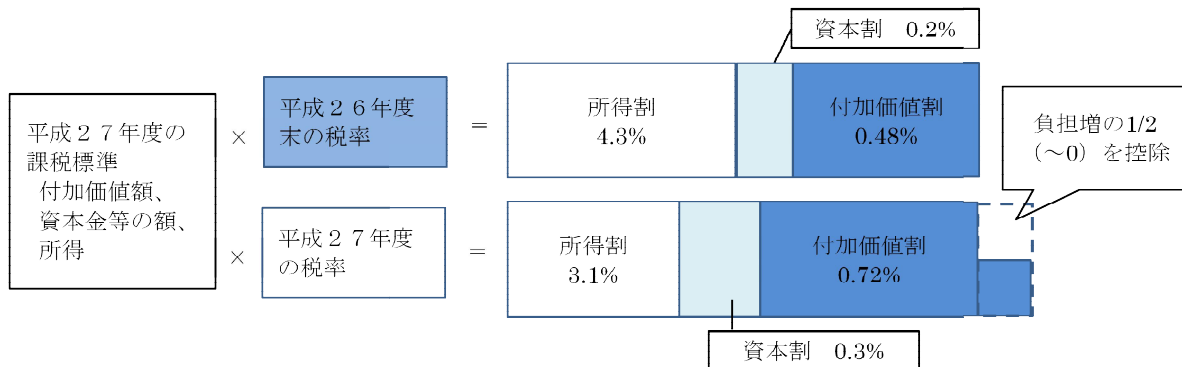 資本割　0.2%
平成２７年度の
課税標準
付加価値額、
資本金等の額、
所得
×
平成２６年度
末の税率
=
所得割
4.3%
付加価値割
0.48%
負担増の1/2
（～0）を控除
×
平成２７年度
の税率
=
所得割
3.1%
付加価値割
0.72%
資本割　0.3%